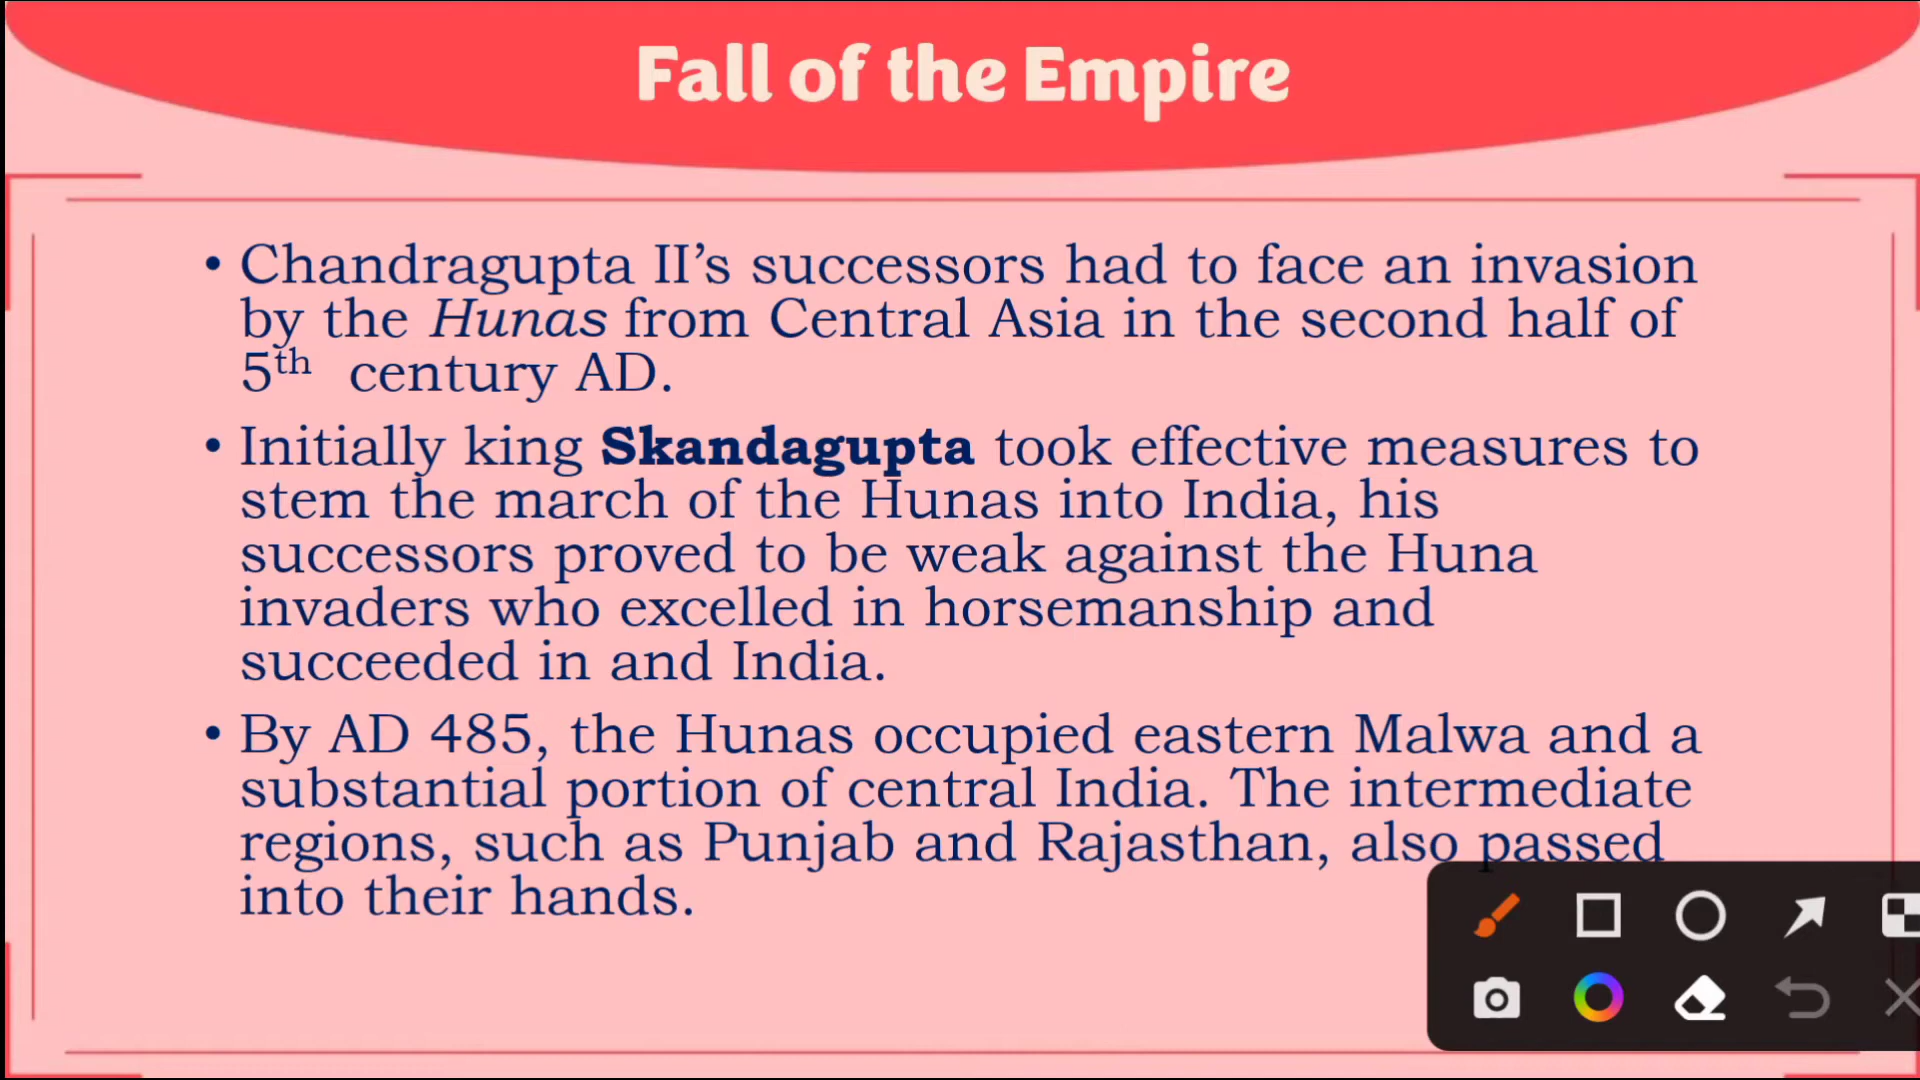 Fall of the Empire
• Chandragupta II’s successors had to face an invasion
by the Hunas from Central Asia in the second half of
5th century AD.
• Initially king Skandagupta took effective measures to
stem the march of the Hunas into India, his
successors proved to be weak against the Huna
invaders who excelled in horsemanship and
succeeded in and India.
• By AD 485, the Hunas occupied eastern Malwa and a
substantial portion of central India. The intermediate
regions, such as Punjab and Rajasthan, also passed
into their hands.